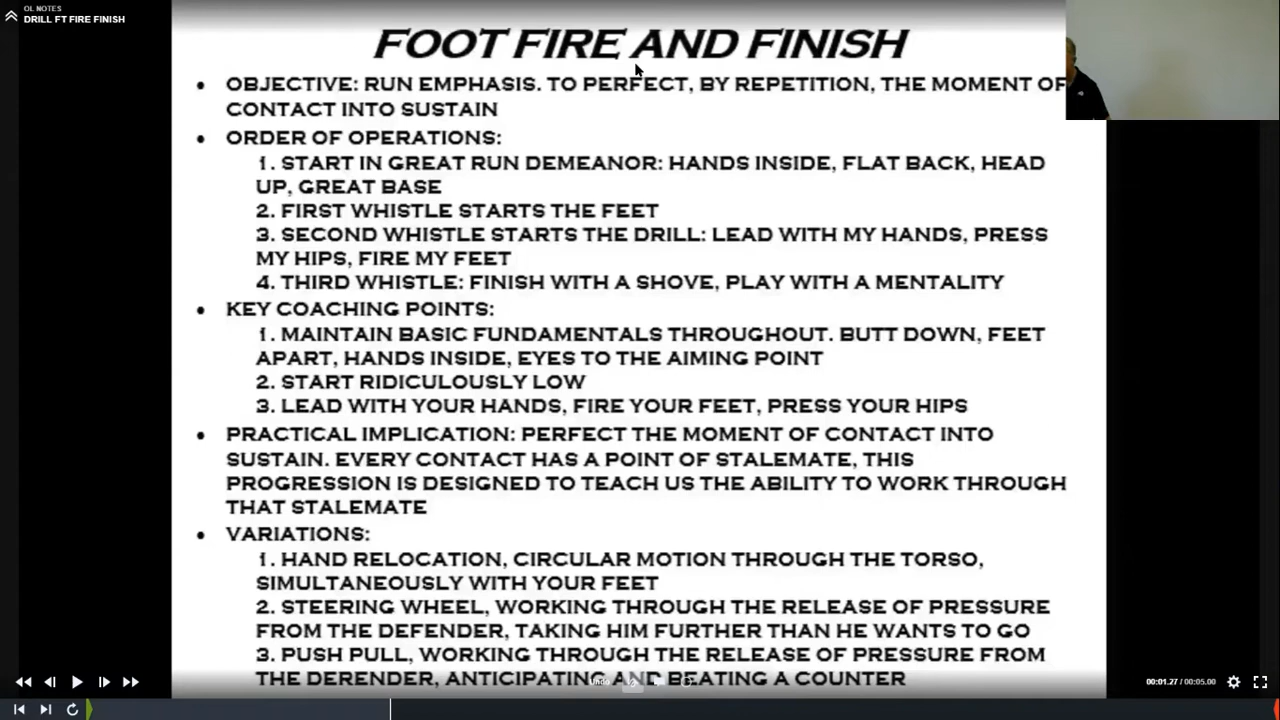 OL NOTES
DRILL FT FIRE FINISH
FOOT FIRE AND FINISH
• OBJECTIVE: RUN EMPHASIS. TO PERFECT, BY REPETITION, THE MOMENT OF
CONTACT INTO SUSTAIN
• ORDER OF OPERATIONS:
1. START IN GREAT RUN DEMEANOR: HANDS INSIDE, FLAT BACK, HEAD
UP, GREAT BASE
2. FIRST WHISTLE STARTS THE FEET
3. SECOND WHISTLE STARTS THE DRILL: LEAD WITH MY HANDS, PRESS
MY HIPS, FIRE MY FEET
4. THIRD WHISTLE: FINISH WITH A SHOVE, PLAY WITH A MENTALITY
• KEY COACHING POINTS:
1. MAINTAIN BASIC FUNDAMENTALS THROUGHOUT. BUTT DOWN, FEET
APART, HANDS INSIDE, EYES TO THE AIMING POINT
2. START RIDICULOUSLY LOW
3. LEAD WITH YOUR HANDS, FIRE YOUR FEET, PRESS YOUR HIPS
• PRACTICAL IMPLICATION: PERFECT THE MOMENT OF CONTACT INTO
SUSTAIN. EVERY CONTACT HAS A POINT OF STALEMATE, THIS
PROGRESSION IS DESIGNED TO TEACH US THE ABILITY TO WORK THROUGH
THAT STALEMATE
• VARIATIONS:
1. HAND RELOCATION, CIRCULAR MOTION THROUGH THE TORSO,
SIMULTANEOUSLY WITH YOUR FEET
2. STEERING WHEEL, WORKING THROUGH THE RELEASE OF PRESSURE
FROM THE DEFENDER, TAKING HIM FURTHER THAN HE WANTS TO GO
3. PUSH PULL, WORKING THROUGH THE RELEASE OF PRESSURE FROM
THE DERENDER, ANTICIPATING AND BEATING A COUNTER
Undo
00:01.27 / 00:05.00